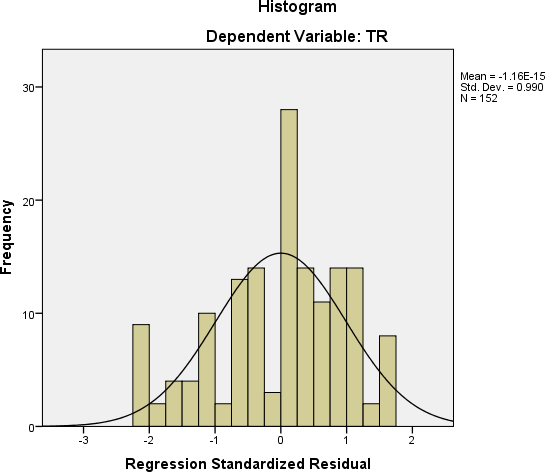 Histogram
Dependent Variable: TR
Mean = -1.16E-15
Std. Dev. = 0.990
N = 152
Frequency
30
20
10
0
-3 -2 -1 0 1 2
Regression Standardized Residual